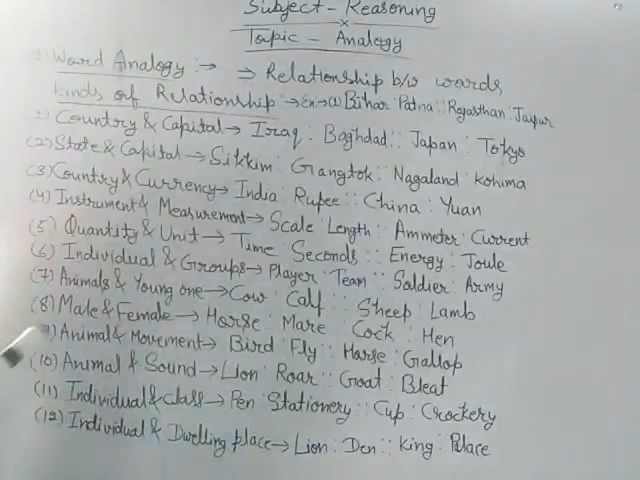 Subject - Reasoning
Topic - Analogy
Word Analogy :→ ⇒ Relationship b/w words
Kinds of Relationship :→ Ex→(1) Bihar : Patna :: Rajasthan : Jaipur
(1) Country & Capital → Iraq : Baghdad :: Japan : Tokyo
(2) State & Capital → Sikkim : Gangtok :: Nagaland : Kohima
(3) Country & Currency → India : Rupee :: China : Yuan
(4) Instrument & Measurement → Scale : Length :: Ammeter : Current
(5) Quantity & Unit → Time : Seconds :: Energy : Joule
(6) Individual & Groups → Player : Team :: Soldier : Army
(7) Animals & Young one → Cow : Calf :: Sheep : Lamb
(8) Male & Female → Horse : Mare :: Cock : Hen
9) Animal & Movement → Bird : Fly :: Horse : Gallop
(10) Animal & Sound → Lion : Roar :: Goat : Bleat
(11) Individual & class → Pen : Stationery :: Cup : Crockery
(12) Individual & Dwelling place → Lion : Den :: King : Palace